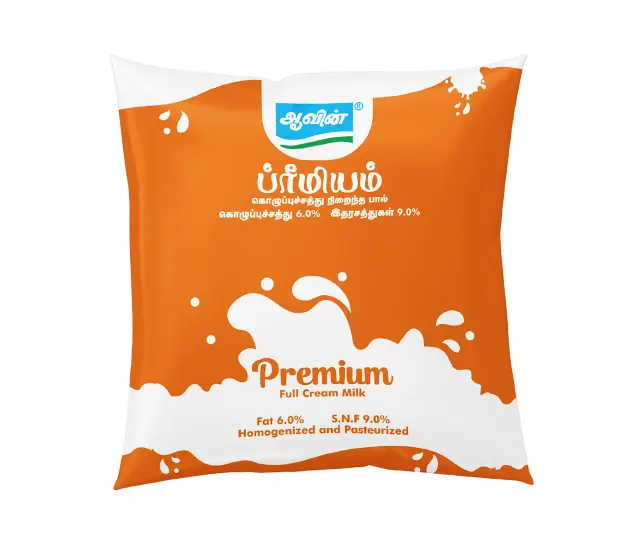 ஆவின் ®
ப்ரீமியம்
கொழுப்புச்சத்து நிறைந்த பால்
கொழுப்புச்சத்து 6.0% இதரசத்துகள் 9.0%
Premium
Full Cream Milk
Fat 6.0% S.N.F 9.0%
Homogenized and Pasteurized